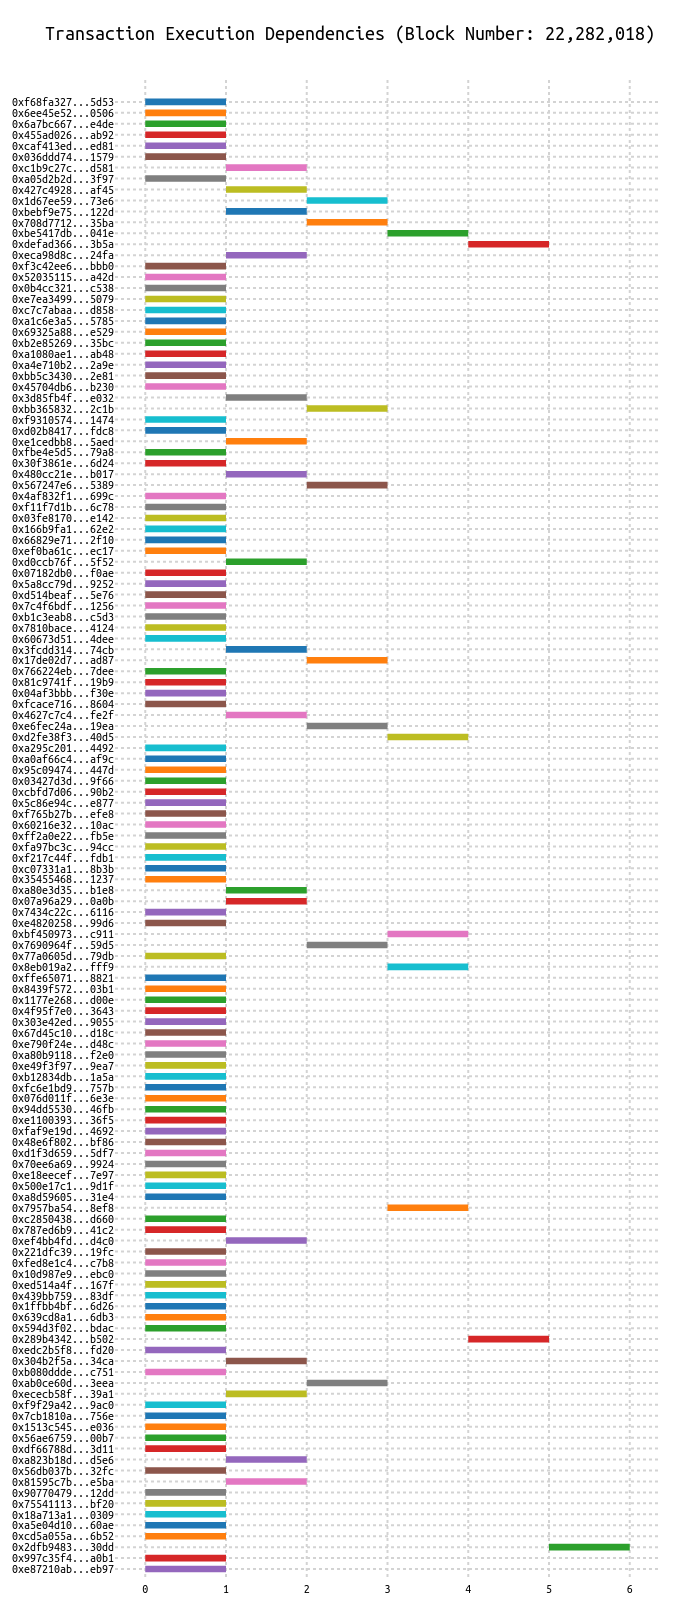 Transaction Execution Dependencies (Block Number: 22,282,018)
0xf68fa327...5d53
0x6ee45e52...0506
0x6a7bc667...e4de
0x455ad026...ab92
0xcaf413ed...ed81
0x036ddd74...1579
0xc1b9c27c...d581
0xa05d2b2d...3f97
0x427c4928...af45
0x1d67ee59...73e6
0xbebf9e75...122d
0x708d7712...35ba
0xbe5417db...041e
0xdefad366...3b5a
0xeca98d8c...24fa
0xf3c42ee6...bbb0
0x52035115...a42d
0x0b4cc321...c538
0xe7ea3499...5079
0xc7c7abaa...d858
0xa1c6e3a5...5785
0x69325a88...e529
0xb2e85269...35bc
0xa1080ae1...ab48
0xa4e710b2...2a9e
0xbb5c3430...2e81
0x45704db6...b230
0x3d85fb4f...e032
0xbb365832...2c1b
0xf9310574...1474
0xd02b8417...fdc8
0xe1cedbb8...5aed
0xfbe4e5d5...79a8
0x30f3861e...6d24
0x480cc21e...b017
0x567247e6...5389
0x4af832f1...699c
0xf11f7d1b...6c78
0x03fe8170...e142
0x166b9fa1...62e2
0x66829e71...2f10
0xef0ba61c...ec17
0xd0ccb76f...5f52
0x07182db0...f0ae
0x5a8cc79d...9252
0xd514beaf...5e76
0x7c4f6bdf...1256
0xb1c3eab8...c5d3
0x7810bace...4124
0x60673d51...4dee
0x3fcdd314...74cb
0x17de02d7...ad87
0x766224eb...7dee
0x81c9741f...19b9
0x04af3bbb...f30e
0xfcace716...8604
0x4627c7c4...fe2f
0xe6fec24a...19ea
0xd2fe38f3...40d5
0xa295c201...4492
0xa0af66c4...af9c
0x95c09474...447d
0x03427d3d...9f66
0xcbfd7d06...90b2
0x5c86e94c...e877
0xf765b27b...efe8
0x60216e32...10ac
0xff2a0e22...fb5e
0xfa97bc3c...94cc
0xf217c44f...fdb1
0xc07331a1...8b3b
0x35455468...1237
0xa80e3d35...b1e8
0x07a96a29...0a0b
0x7434c22c...6116
0xe4820258...99d6
0xbf450973...c911
0x7690964f...59d5
0x77a0605d...79db
0x8eb019a2...fff9
0xffe65071...8821
0x8439f572...03b1
0x1177e268...d00e
0x4f95f7e0...3643
0x303e42ed...9055
0x67d45c10...d18c
0xe790f24e...d48c
0xa80b9118...f2e0
0xe49f3f97...9ea7
0xb12834db...1a5a
0xfc6e1bd9...757b
0x076d011f...6e3e
0x94dd5530...46fb
0xe1100393...36f5
0xfaf9e19d...4692
0x48e6f802...bf86
0xd1f3d659...5df7
0x70ee6a69...9924
0xe18eecef...7e97
0x500e17c1...9d1f
0xa8d59605...31e4
0x7957ba54...8ef8
0xc2850438...d660
0x787ed6b9...41c2
0xef4bb4fd...d4c0
0x221dfc39...19fc
0xfed8e1c4...c7b8
0x10d987e9...ebc0
0xed514a4f...167f
0x439bb759...83df
0x1ffbb4bf...6d26
0x639cd8a1...6db3
0x594d3f02...bdac
0x289b4342...b502
0xedc2b5f8...fd20
0x304b2f5a...34ca
0xb080ddde...c751
0xab0ce60d...3eea
0xececb58f...39a1
0xf9f29a42...9ac0
0x7cb1810a...756e
0x1513c545...e036
0x56ae6759...00b7
0xdf66788d...3d11
0xa823b18d...d5e6
0x56db037b...32fc
0x81595c7b...e5ba
0x90770479...12dd
0x75541113...bf20
0x18a713a1...0309
0xa5e04d10...60ae
0xcd5a055a...6b52
0x2dfb9483...30dd
0x997c35f4...a0b1
0xe87210ab...eb97
0 1 2 3 4 5 6